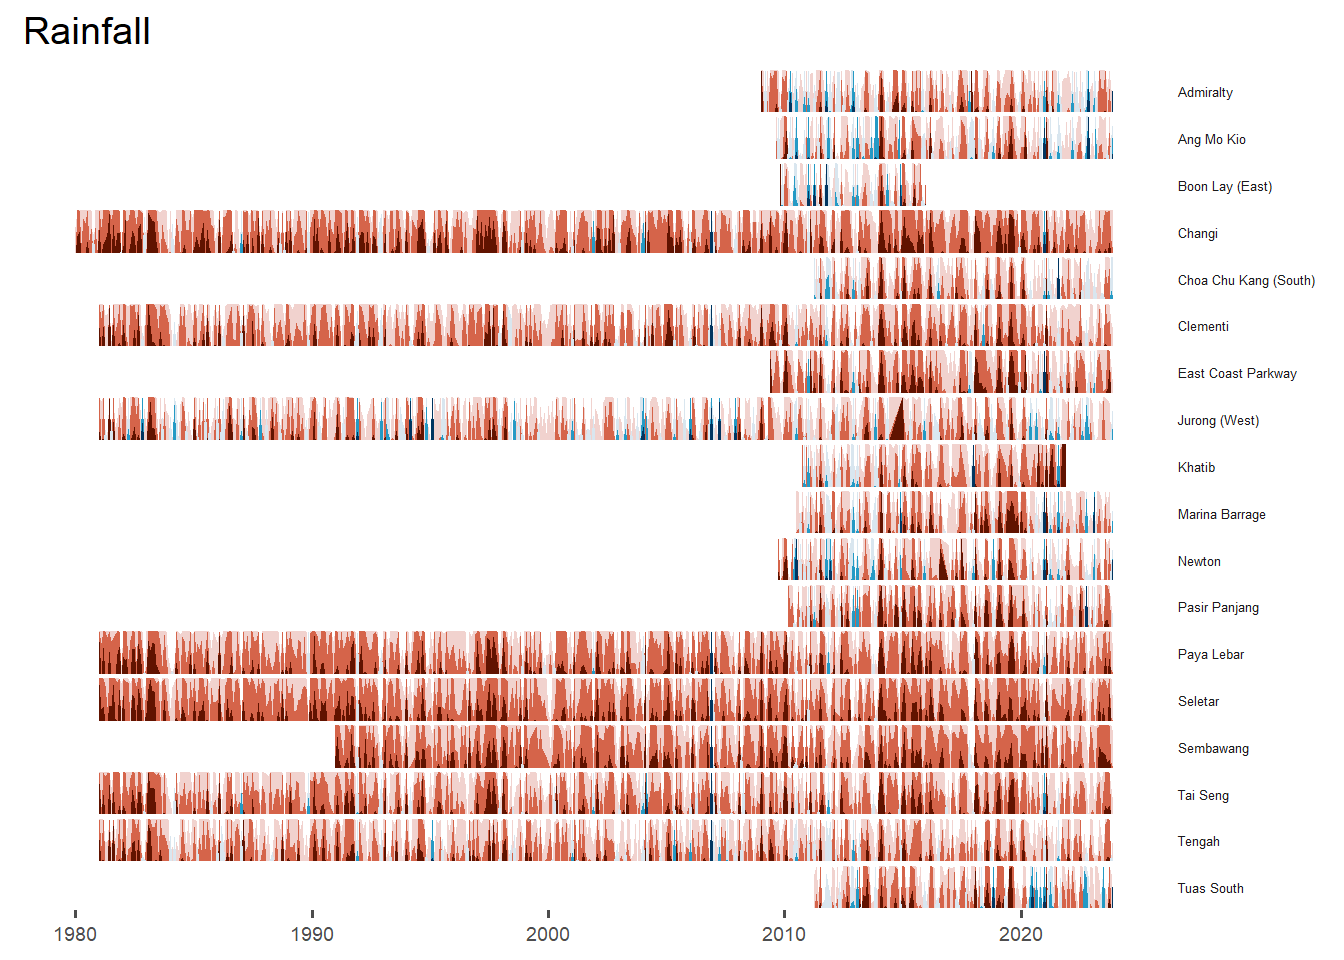 Rainfall
Admiralty
Ang Mo Kio
Boon Lay (East)
Changi
Choa Chu Kang (South)
Clementi
East Coast Parkway
Jurong (West)
Khatib
Marina Barrage
Newton
Pasir Panjang
Paya Lebar
Seletar
Sembawang
Tai Seng
Tengah
Tuas South
1980 1990 2000 2010 2020